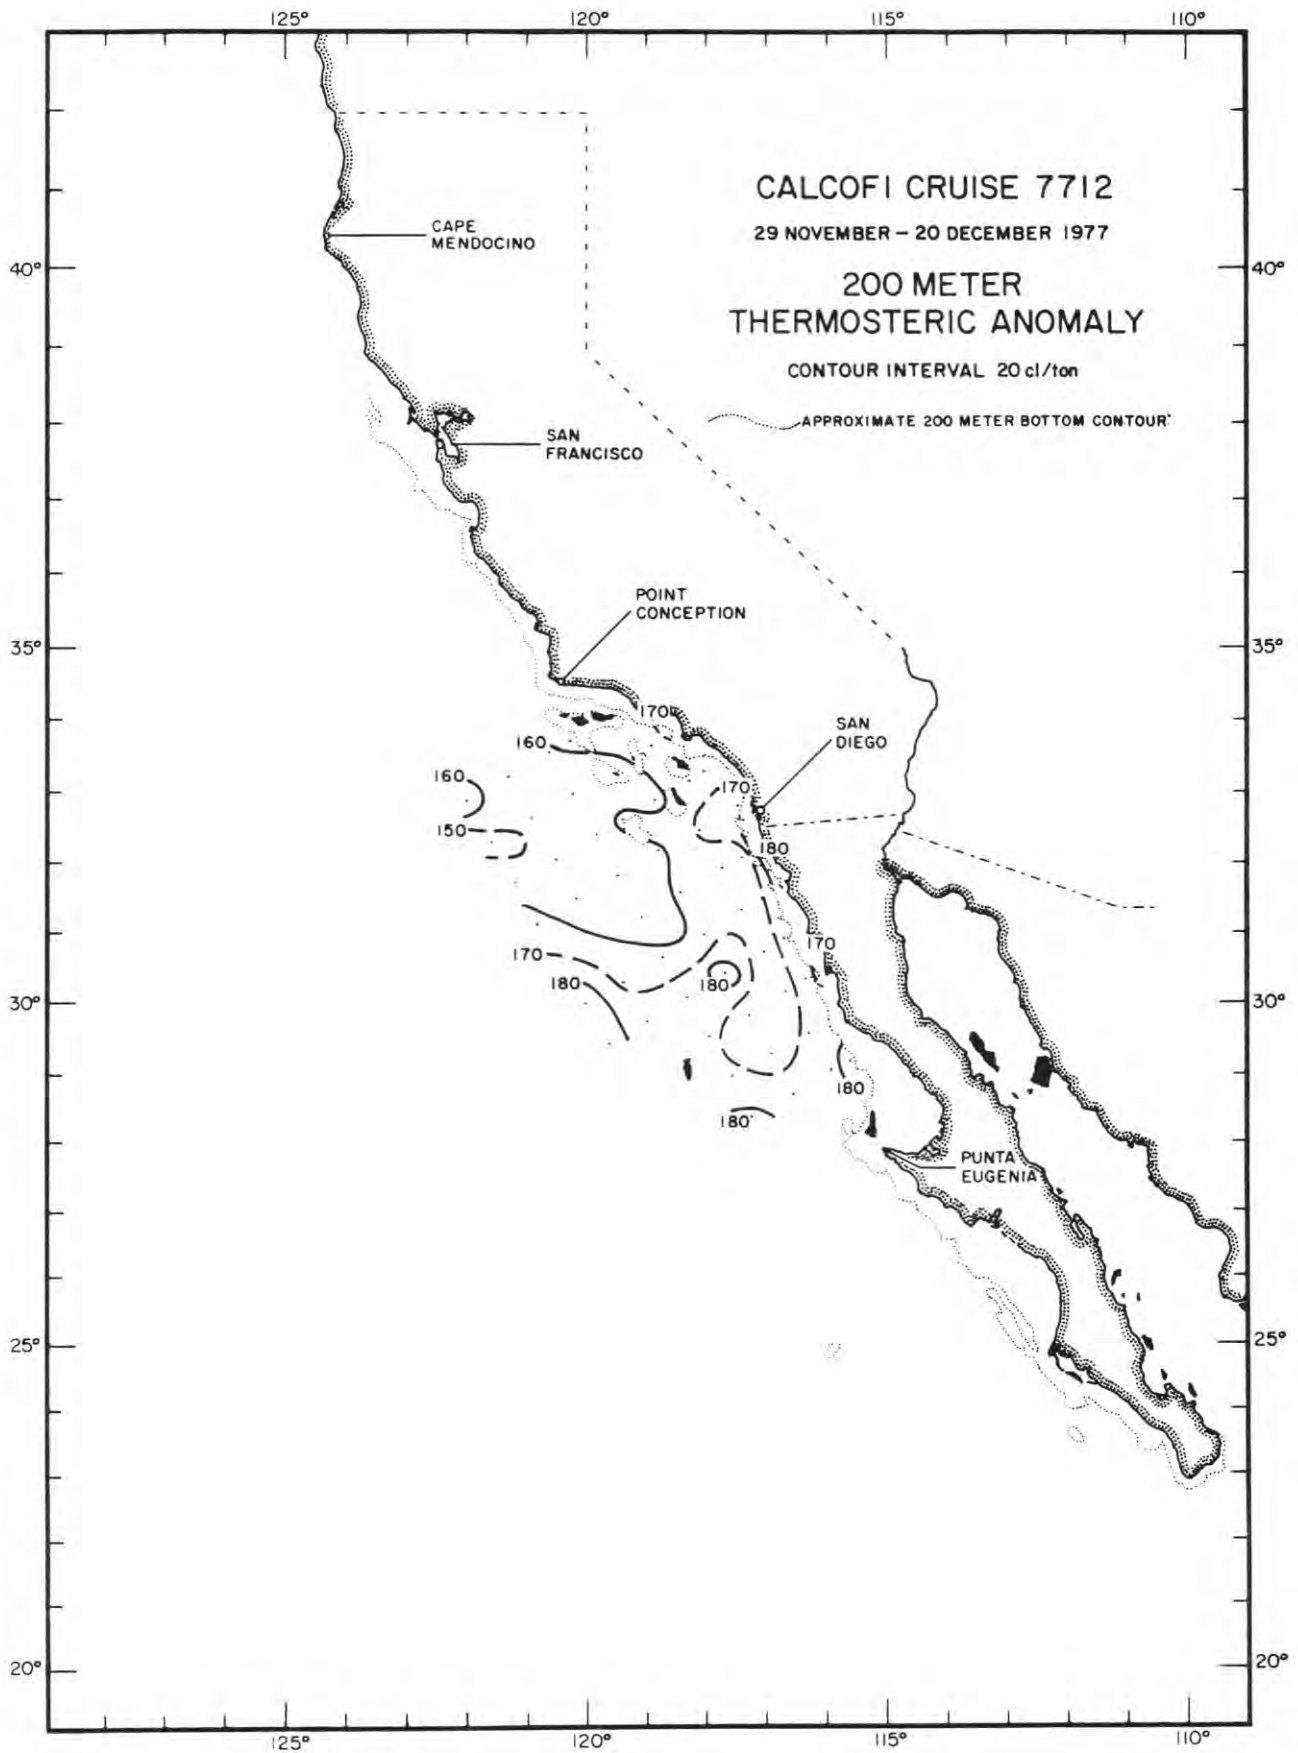 125°
120°
115°
110°
CALCOFI CRUISE 7712
29 NOVEMBER – 20 DECEMBER 1977
200 METER
THERMOSTERIC ANOMALY
CONTOUR INTERVAL 20 cl/ton
APPROXIMATE 200 METER BOTTOM CONTOUR
CAPE
MENDOCINO
40°
40°
SAN
FRANCISCO
POINT
CONCEPTION
35°
35°
170
SAN
DIEGO
160
160
170
150
180
170
170
180
180
30°
30°
180
180
PUNTA
EUGENIA
25°
25°
20°
20°
125°
120°
115°
110°